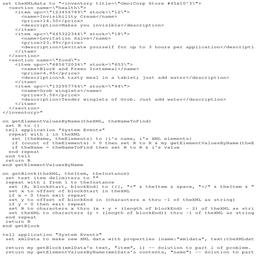 set theXMLdata to "<inventory title=\"OmniCorp Store #45x10^3\">
<section name=\"health\">
<item upc=\"123456789\" stock=\"12\">
<name>Invisibility Cream</name>
<price>14.50</price>
<description>Makes you invisible</description>
</item>
<item upc=\"445322344\" stock=\"18\">
<name>Levitation Salve</name>
<price>23.99</price>
<description>Levitate yourself for up to 3 hours per application</descripti
</item>
</section>
<section name=\"food\">
<item upc=\"485672034\" stock=\"653\">
<name>Blork and Freen Instameal</name>
<price>4.95</price>
<description>A tasty meal in a tablet; just add water</description>
</item>
<item upc=\"132957764\" stock=\"44\">
<name>Grob winglets</name>
<price>3.56</price>
<description>Tender winglets of Grob. Just add water</description>
</item>
</section>
</inventory>"

on getElementValuesByName(theXML, theNameToFind)
set R to {}
tell application "System Events"
repeat with i in theXML
set {theName, theElements} to {i's name, i's XML elements}
if (count of theElements) > 0 then set R to R & my getElementValuesByName(theE
if theName = theNameToFind then set R to R & i's value
end repeat
end tell
return R
end getElementValuesByName

on getBlock(theXML, theItem, theInstance)
set text item delimiters to ""
repeat with i from 1 to theInstance
set {R, blockStart, blockEnd} to {{}, "<" & theItem & space, "</" & theItem & "
set x to offset of blockStart in theXML
if x = 0 then exit repeat
set y to offset of blockEnd in (characters x thru -1 of theXML as string)
if y = 0 then exit repeat
set R to characters x thru (x + y + (length of blockEnd) - 2) of theXML as stri
set theXML to characters (y + (length of blockEnd)) thru -1 of theXML as string
end repeat
return R
end getBlock

tell application "System Events"
set xmlData to make new XML data with properties {name:"xmldata", text:theXMLdat

return my getBlock(xmlData's text, "item", 1) -- Solution to part 1 of problem.
return my getElementValuesByName(xmlData's contents, "name") -- Solution to part